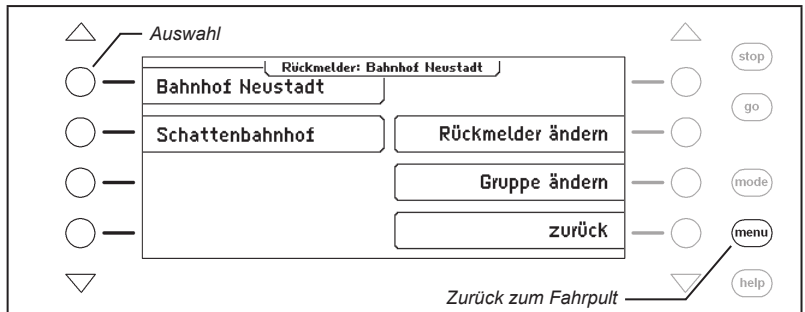 Auswahl
stop
Rückmelder: Bahnhof Neustadt
Bahnhof Neustadt
go
Schattenbahnhof
Rückmelder ändern
Gruppe ändern
mode
zurück
menu
help
Zurück zum Fahrpult